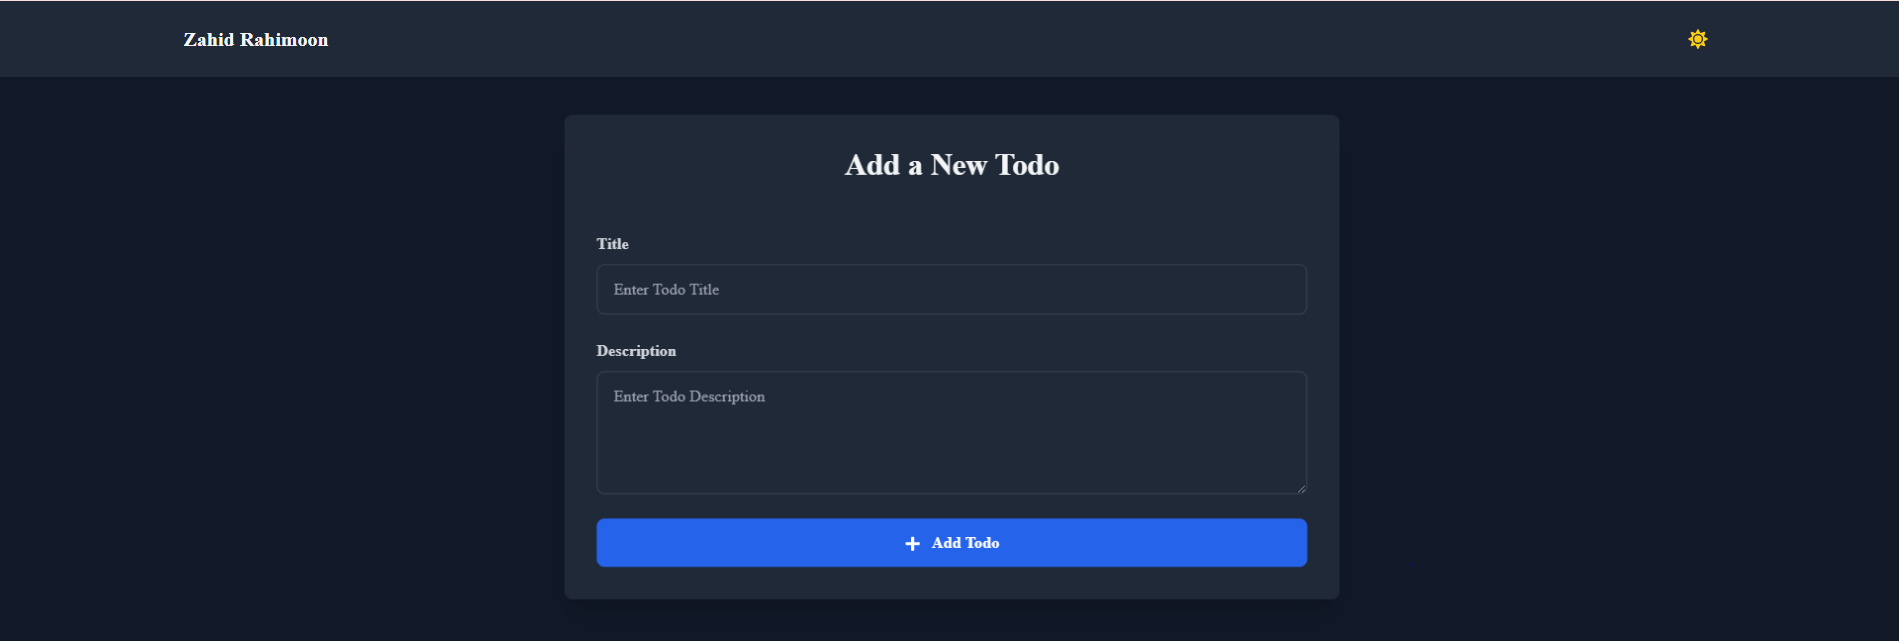 Zahid Rahimoon
Add a New Todo
Title
Enter Todo Title
Description
Enter Todo Description
Add Todo